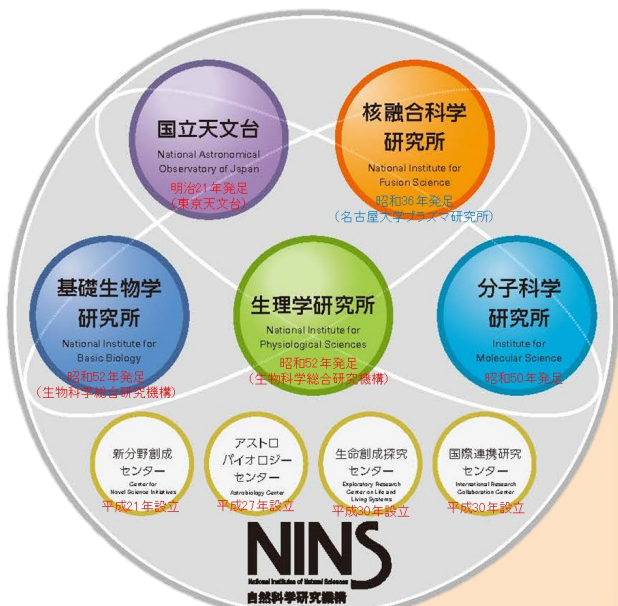 国立天文台
National Astronomical
Observatory of Japan
明治21年発足
(東京天文台)
核融合科学
研究所
National Institute for
Fusion Science
昭和36年発足
(名古屋大学プラズマ研究所)
基礎生物学
研究所
National Institute for
Basic Biology
昭和52年発足
(生物科学総合研究機構)
生理学研究所
National Institute for
Physiological Sciences
昭和52年発足
(生物科学総合研究機構)
分子科学
研究所
Institute for
Molecular Science
昭和50年発足
新分野創成
センター
Center for
Novel Science Initiatives
平成21年設立
アストロ
バイオロジー
センター
Astrobiology Center
平成27年設立
生命創成探究
センター
Exploratory Research
Center on Life and
Living Systems
平成30年設立
国際連携研究
センター
International Research
Collaboration Center
平成30年設立
NINS
National Institutes of Natural Sciences
自然科学研究機構